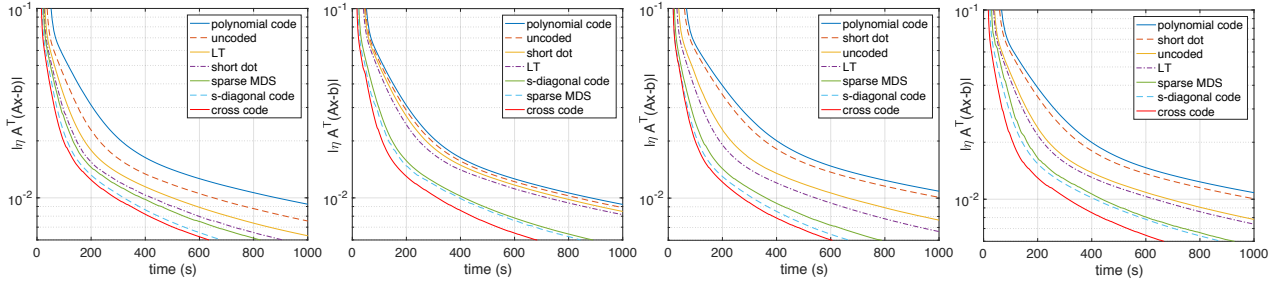 |η A^T(Ax-b)|
10^-1
10^-2
polynomial code
uncoded
LT
short dot
sparse MDS
s-diagonal code
cross code
0 200 400 600 800 1000
time (s)
|η A^T(Ax-b)|
10^-1
10^-2
polynomial code
uncoded
short dot
LT
s-diagonal code
sparse MDS
cross code
0 200 400 600 800 1000
time (s)
|η A^T(Ax-b)|
10^-1
10^-2
polynomial code
short dot
uncoded
LT
sparse MDS
s-diagonal code
cross code
0 200 400 600 800 1000
time (s)
|η A^T(Ax-b)|
10^-1
10^-2
polynomial code
short dot
uncoded
LT
sparse MDS
s-diagonal code
cross code
0 200 400 600 800 1000
time (s)